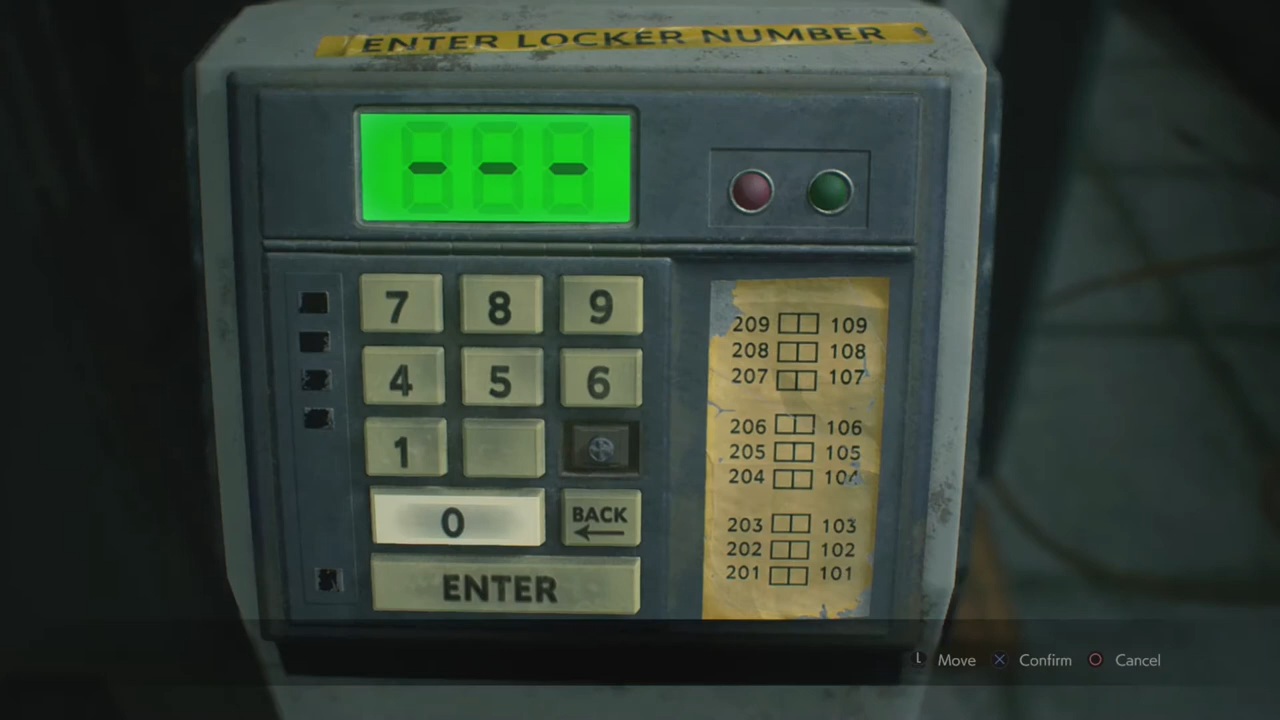 ENTER LOCKER NUMBER
- - -
7 8 9
4 5 6
1
0 BACK
ENTER
209 109
208 108
207 107
206 106
205 105
204 104
203 103
202 102
201 101
L Move Confirm Cancel